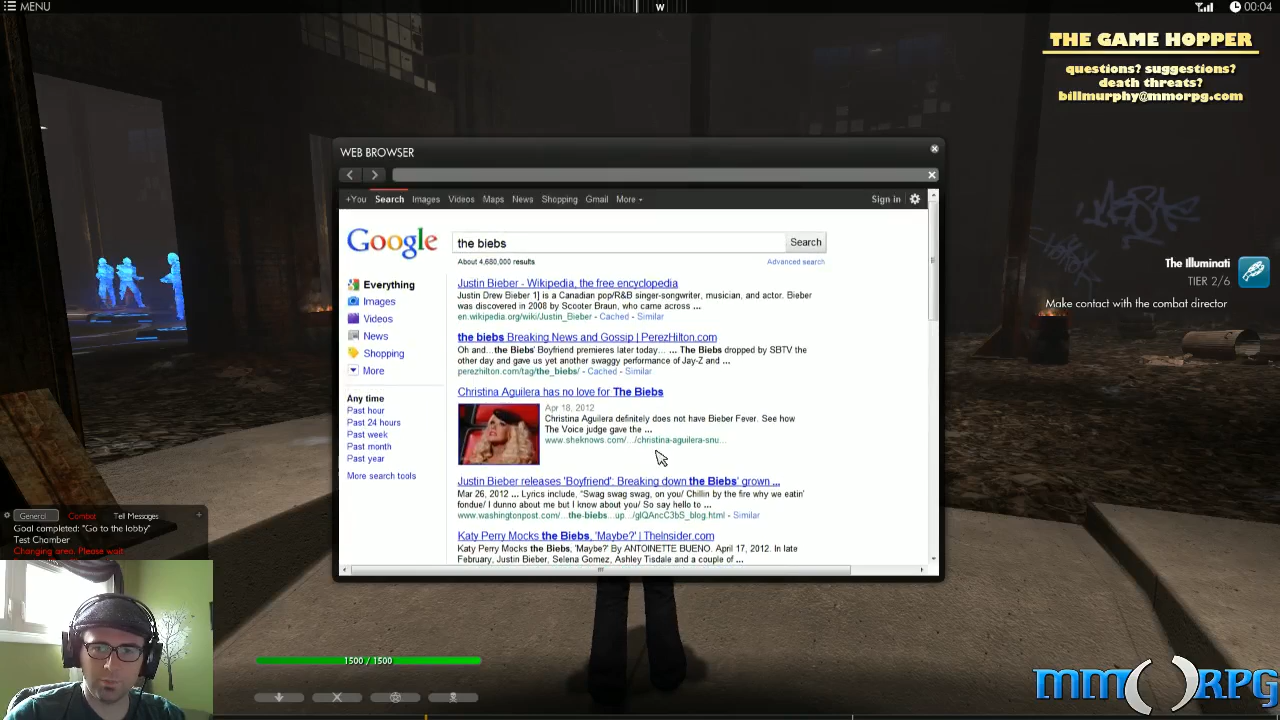 MENU
W
00:04
THE GAME HOPPER
questions? suggestions?
death threats?
billmurphy@mmorpg.com
WEB BROWSER
+You Search Images Videos Maps News Shopping Gmail More
Sign in
Google
the biebs
Search
About 4,680,000 results
Advanced search
Everything
Images
Videos
News
Shopping
More
Any time
Past hour
Past 24 hours
Past week
Past month
Past year
More search tools
Justin Bieber - Wikipedia, the free encyclopedia
Justin Drew Bieber 1] is a Canadian pop/R&B singer-songwriter, musician, and actor. Bieber
was discovered in 2008 by Scooter Braun, who came across ...
en.wikipedia.org/wiki/Justin_Bieber - Cached - Similar
the biebs Breaking News and Gossip | PerezHilton.com
Oh and... the Biebs' Boyfriend premieres later today... ... The Biebs dropped by SBTV the
other day and gave us yet another swaggy performance of Jay-Z and ...
perezhilton.com/tag/the_biebs/ - Cached - Similar
Christina Aguilera has no love for The Biebs
Apr 18, 2012
Christina Aguilera definitely does not have Bieber Fever. See how
The Voice judge gave the ...
www.sheknows.com/.../christina-aguilera-snu...
Justin Bieber releases 'Boyfriend': Breaking down the Biebs' grown ...
Mar 26, 2012 ... Lyrics include, "Swag swag swag, on you/ Chillin by the fire why we eatin'
fondue/ I dunno about me but I know about you/ So say hello to ...
www.washingtonpost.com/...the-biebs...up.../gIQAncC3bS_blog.html - Similar
Katy Perry Mocks the Biebs, 'Maybe?' | TheInsider.com
Katy Perry Mocks the Biebs, 'Maybe?' By ANTOINETTE BUENO. April 17, 2012. In late
February, Justin Bieber, Selena Gomez, Ashley Tisdale and a couple of ...
The Illuminati
TIER 2/6
Make contact with the combat director
General Combat Tell Messages
Goal completed: "Go to the lobby"
Test Chamber
Changing area. Please wait
1500 / 1500
MMORPG